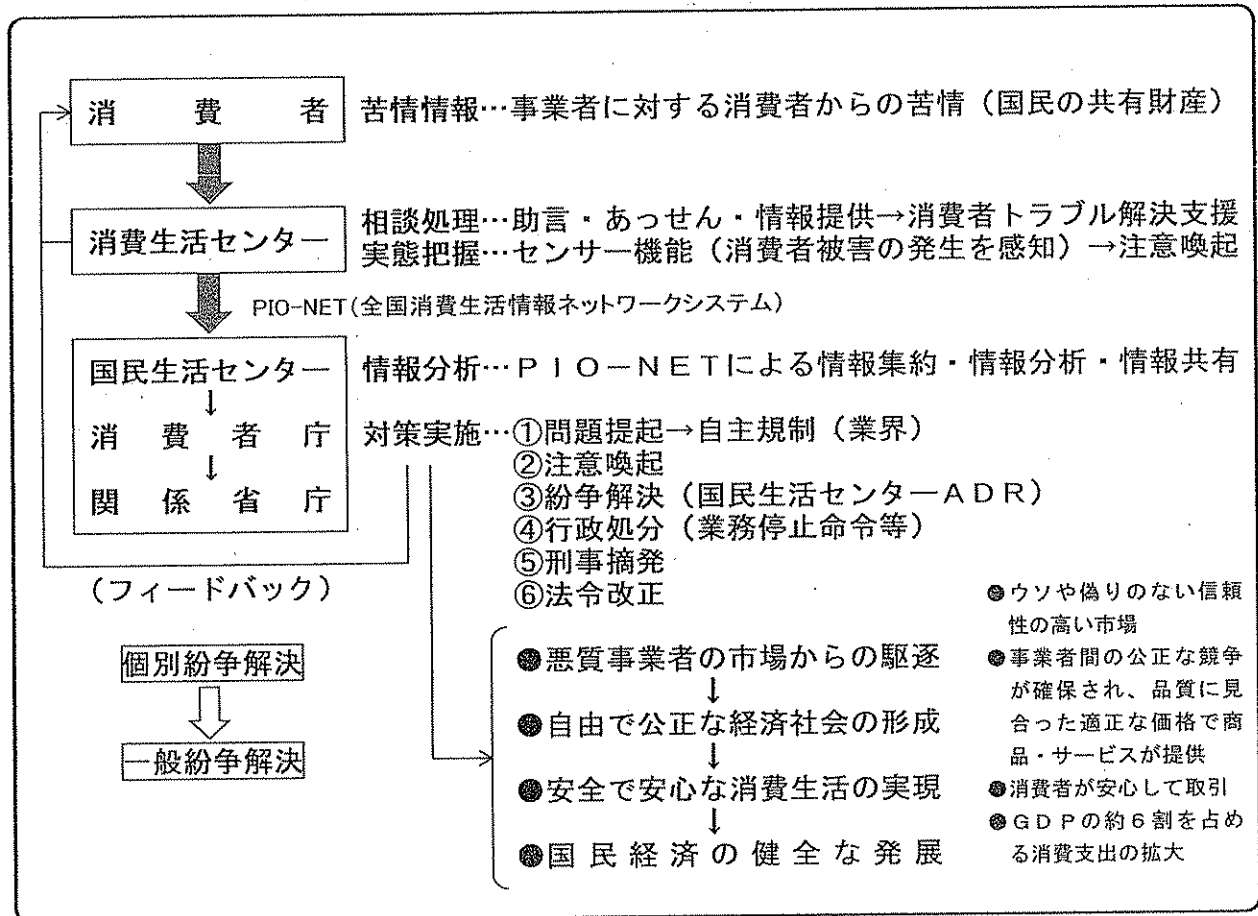 消費者 苦情情報…事業者に対する消費者からの苦情（国民の共有財産）
相談処理…助言・あっせん・情報提供→消費者トラブル解決支援
消費生活センター
実態把握…センサー機能（消費者被害の発生を感知）→注意喚起
PIO-NET（全国消費生活情報ネットワークシステム）
国民生活センター 情報分析…ＰＩＯ－ＮＥＴによる情報集約・情報分析・情報共有
↓
消費者庁 対策実施…①問題提起→自主規制（業界）
↓
②注意喚起
関係省庁
③紛争解決（国民生活センターＡＤＲ）
④行政処分（業務停止命令等）
⑤刑事摘発
⑥法令改正
（フィードバック）
個別紛争解決
一般紛争解決
●悪質事業者の市場からの駆逐
↓
●自由で公正な経済社会の形成
↓
●安全で安心な消費生活の実現
↓
●国民経済の健全な発展
●ウソや偽りのない信頼
性の高い市場
●事業者間の公正な競争
が確保され、品質に見
合った適正な価格で商
品・サービスが提供
●消費者が安心して取引
●ＧＤＰの約６割を占め
る消費支出の拡大